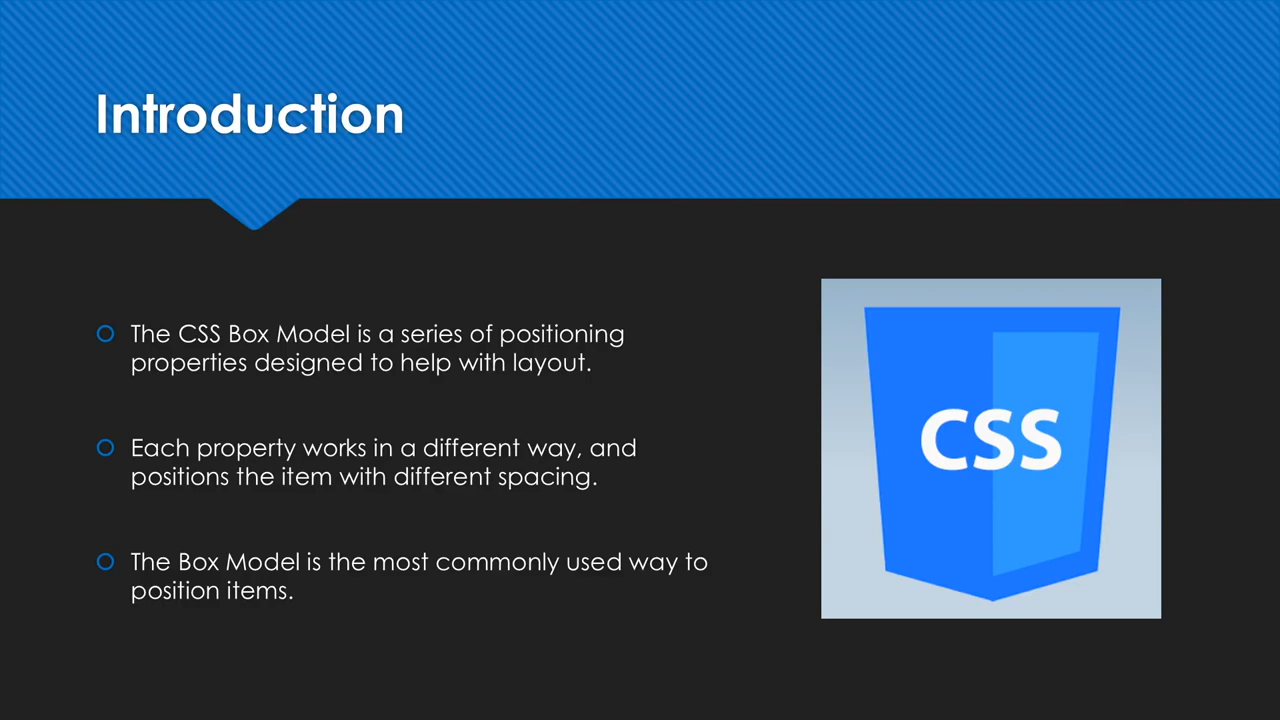 Introduction
The CSS Box Model is a series of positioning
properties designed to help with layout.
Each property works in a different way, and
positions the item with different spacing.
The Box Model is the most commonly used way to
position items.
CSS